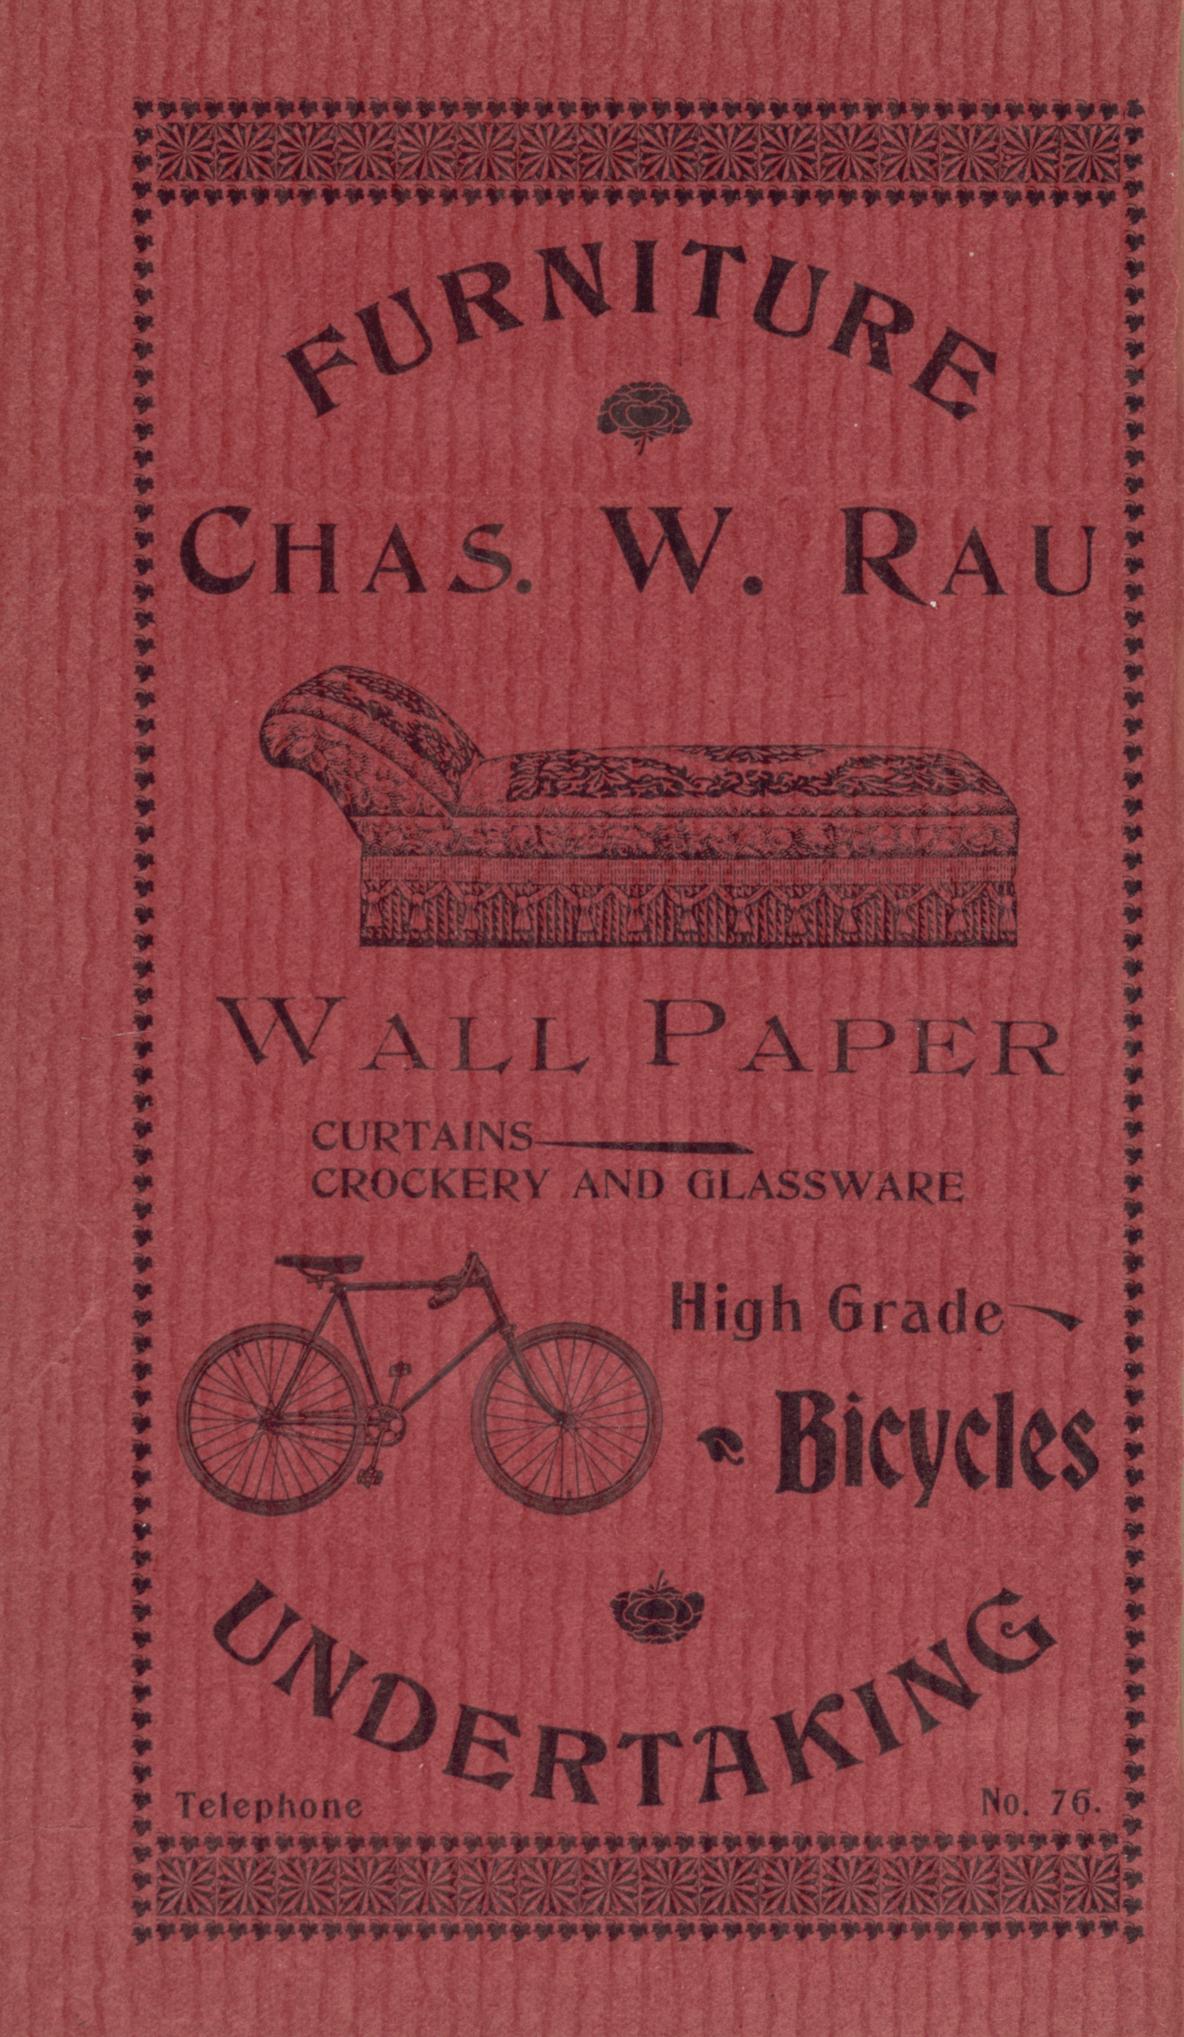 FURNITURE
CHAS. W. RAU
WALL PAPER
CURTAINS
CROCKERY AND GLASSWARE
High Grade
Bicycles
UNDERTAKING
Telephone No. 76.